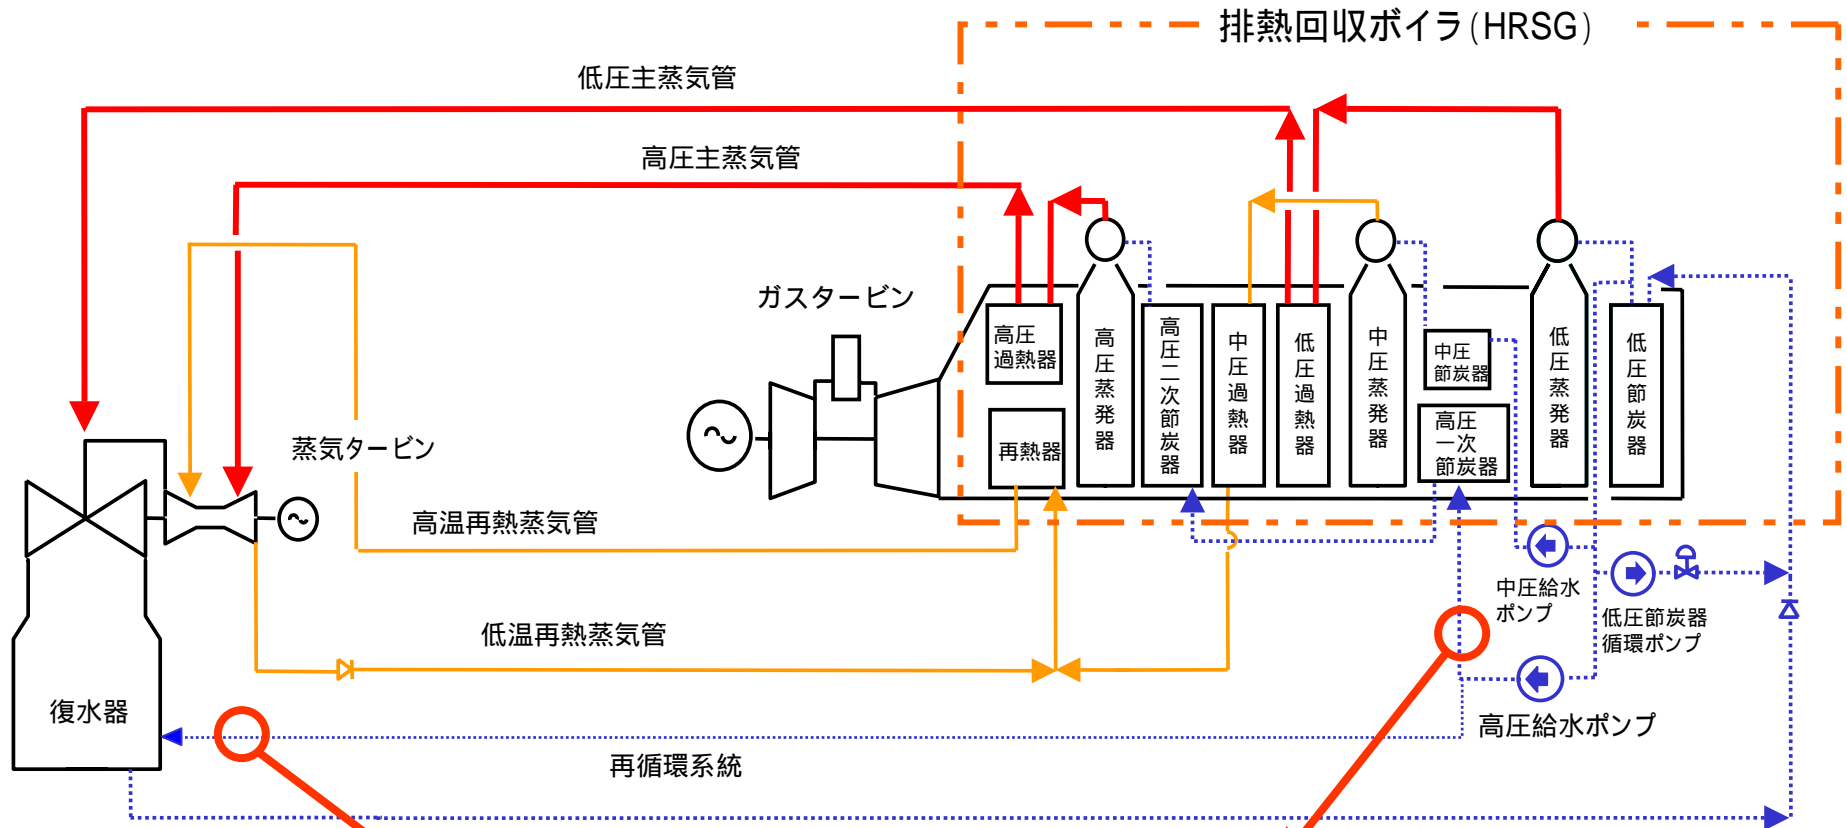 排熱回収ボイラ(HRSG)
低圧主蒸気管
高圧主蒸気管
ガスタービン
高圧
過熱器
再熱器
高圧蒸発器
高圧二次節炭器
中圧過熱器
低圧過熱器
中圧蒸発器
中圧
節炭器
高圧
一次
節炭器
低圧蒸発器
低圧節炭器
蒸気タービン
高温再熱蒸気管
中圧給水
ポンプ
低圧節炭器
循環ポンプ
低温再熱蒸気管
復水器
高圧給水ポンプ
再循環系統